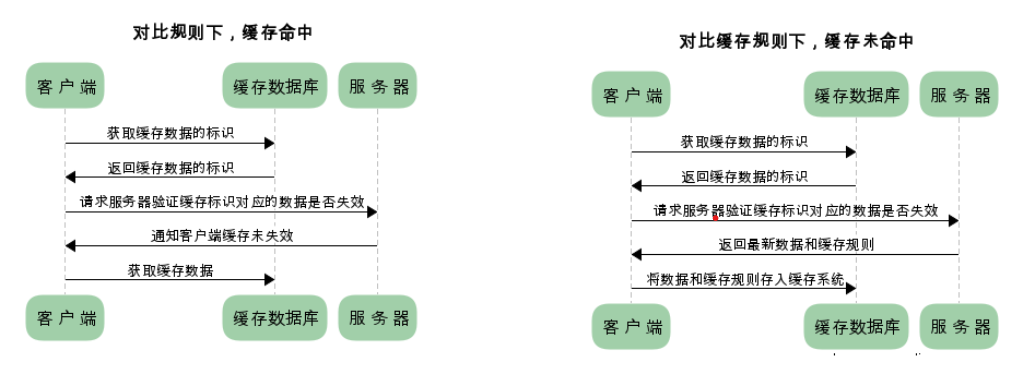 对比规则下，缓存命中
客户端
缓存数据库
服务器
获取缓存数据的标识
返回缓存数据的标识
请求服务器验证缓存标识对应的数据是否失效
通知客户端缓存未失效
获取缓存数据
客户端
缓存数据库
服务器
对比缓存规则下，缓存未命中
客户端
缓存数据库
服务器
获取缓存数据的标识
返回缓存数据的标识
请求服务器验证缓存标识对应的数据是否失效
返回最新数据和缓存规则
将数据和缓存规则存入缓存系统
客户端
缓存数据库
服务器